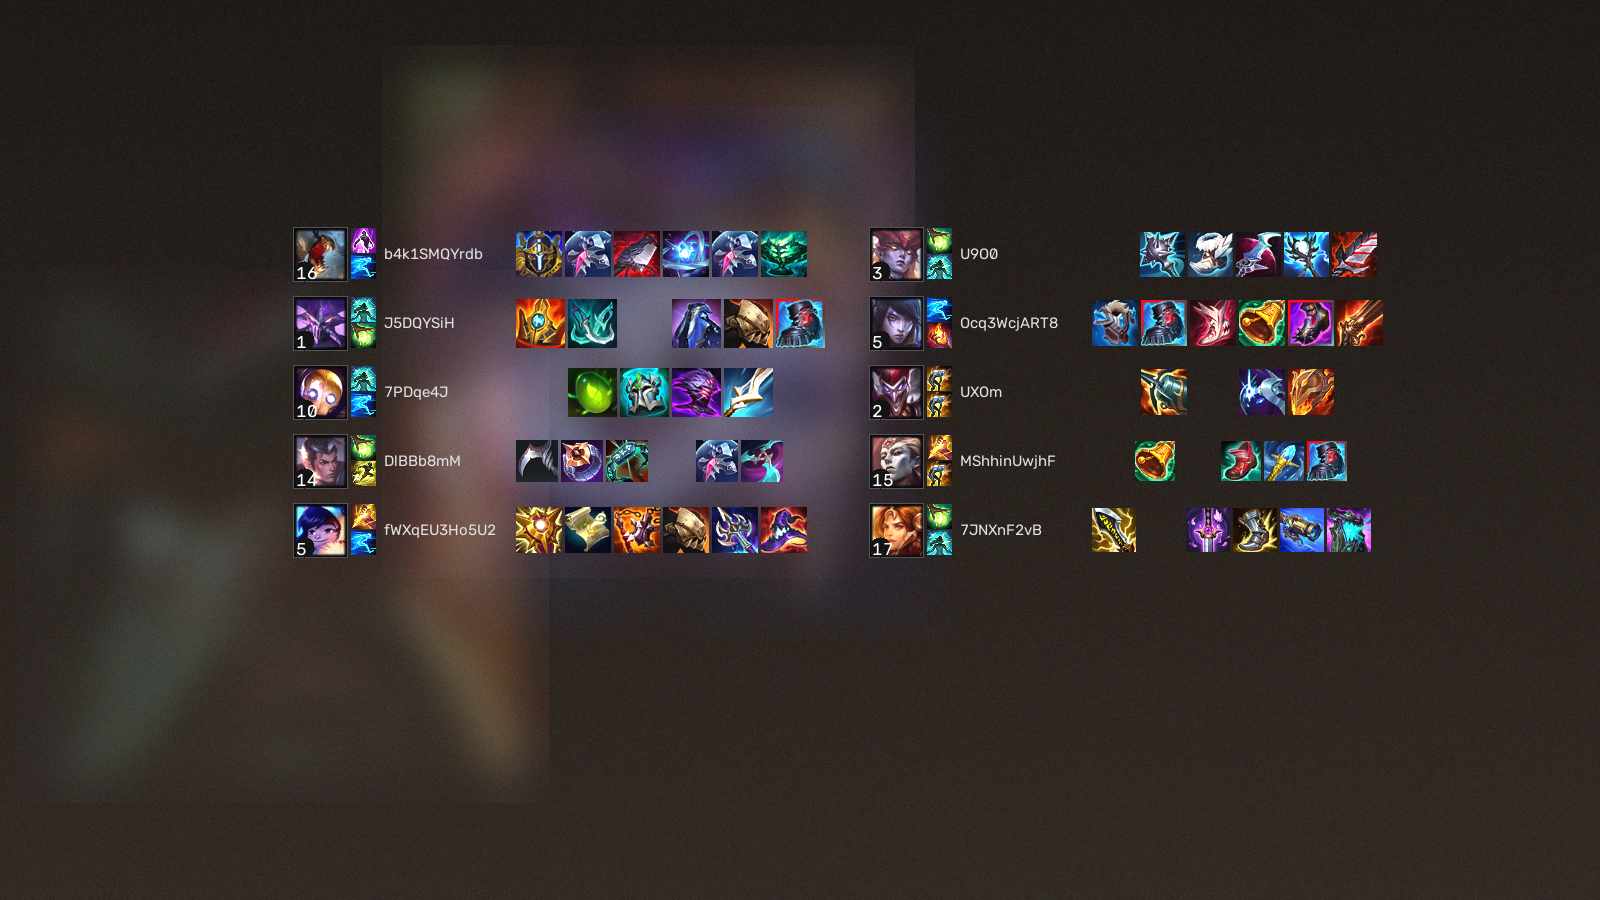 16 b4k1SMQYrdb
1 J5DQYSiH
10 7PDqe4J
14 DIBBb8mM
5 fWXqEU3Ho5U2
3 U9O0
5 Ocq3WcjART8
2 UXOm
15 MShhinUwjhF
17 7JNXnF2vB